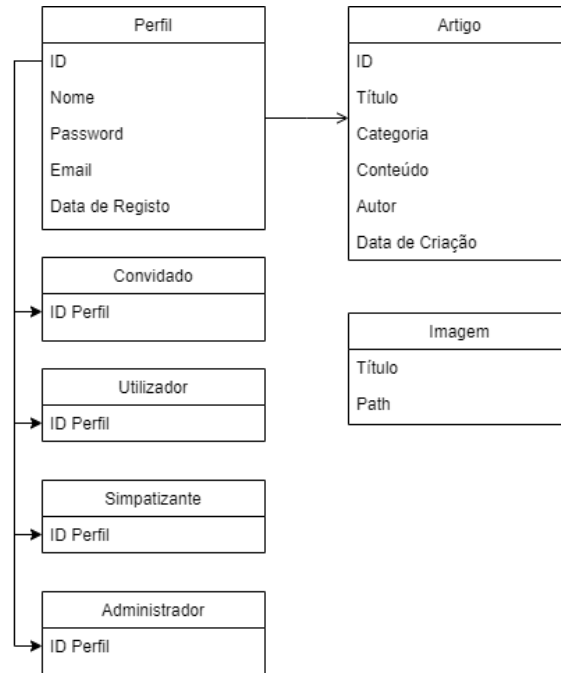 Perfil
ID
Nome
Password
Email
Data de Registo
Convidado
ID Perfil
Utilizador
ID Perfil
Simpatizante
ID Perfil
Administrador
ID Perfil
Artigo
ID
Título
Categoria
Conteúdo
Autor
Data de Criação
Imagem
Título
Path